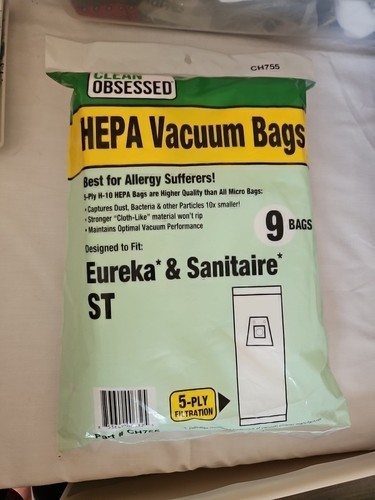 CH755
CLEAN
OBSESSED
HEPA Vacuum Bags
Best for Allergy Sufferers!
5-Ply H-10 HEPA Bags are Higher Quality than All Micro Bags:
• Captures Dust, Bacteria & other Particles 10x smaller!
• Stronger "Cloth-Like" material won't rip
• Maintains Optimal Vacuum Performance
9 BAGS
Designed to Fit:
Eureka* & Sanitaire*
ST
5-PLY
FILTRATION
Part # CH755